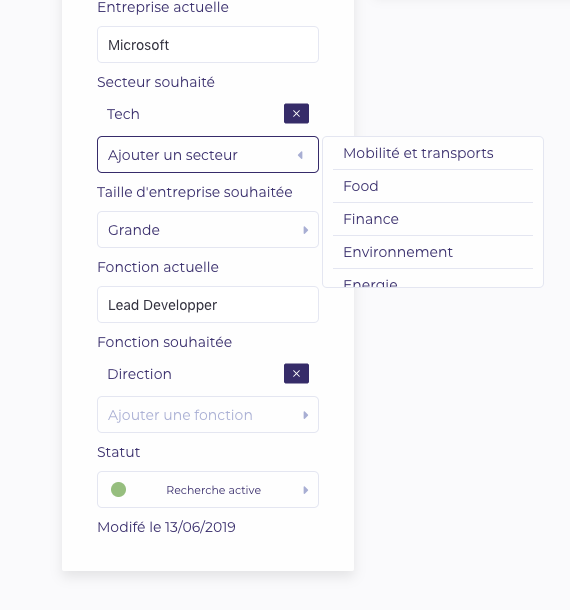 Entreprise actuelle
Microsoft
Secteur souhaité
Tech
Ajouter un secteur
Mobilité et transports
Food
Finance
Environnement
Energie
Taille d'entreprise souhaitée
Grande
Fonction actuelle
Lead Developper
Fonction souhaitée
Direction
Ajouter une fonction
Statut
Recherche active
Modifé le 13/06/2019